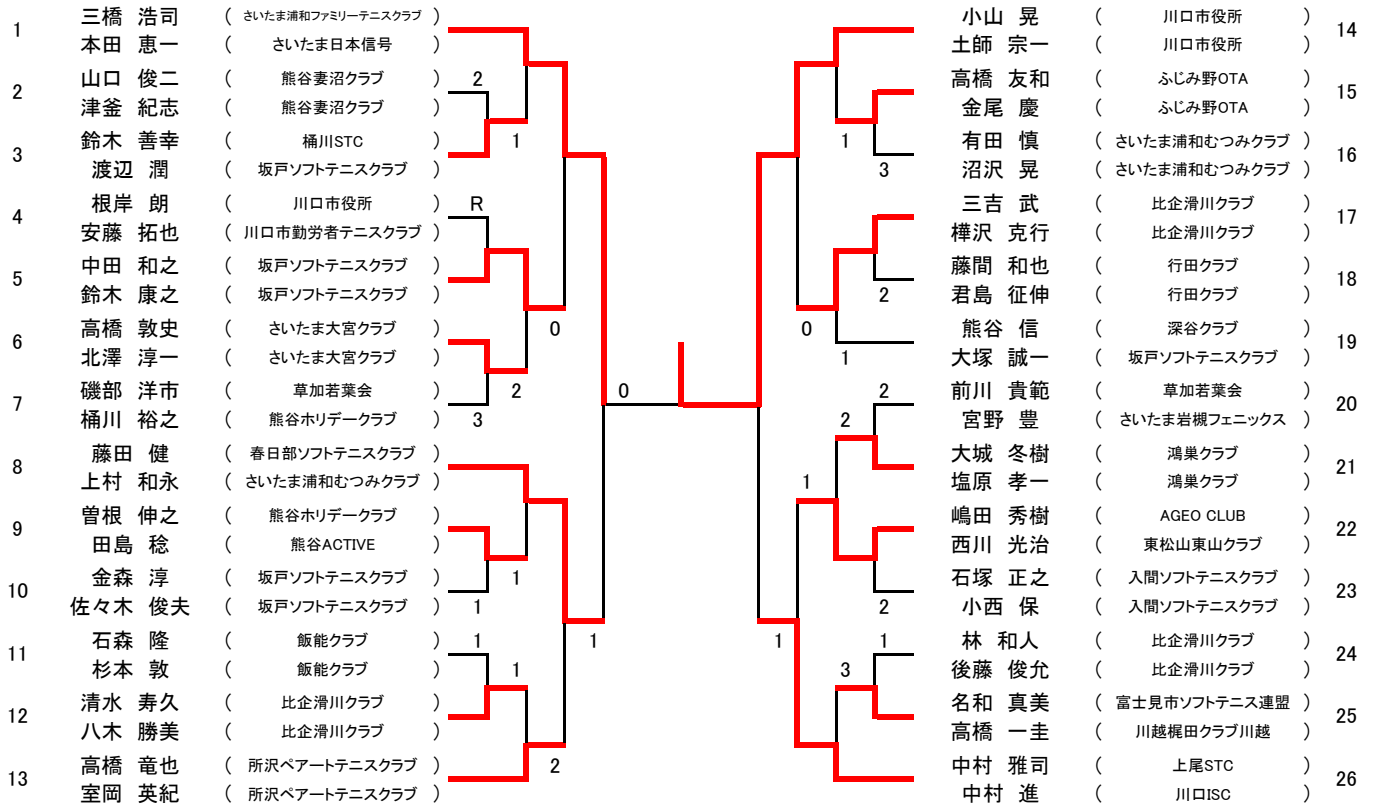 1 三橋 浩司 ( さいたま浦和ファミリーテニスクラブ )
本田 恵一 ( さいたま日本信号 )
2 山口 俊二 ( 熊谷妻沼クラブ ) 2
津釜 紀志 ( 熊谷妻沼クラブ )
3 鈴木 善幸 ( 桶川STC ) 1
渡辺 潤 ( 坂戸ソフトテニスクラブ )
4 根岸 朗 ( 川口市役所 ) R
安藤 拓也 ( 川口市勤労者テニスクラブ )
5 中田 和之 ( 坂戸ソフトテニスクラブ )
鈴木 康之 ( 坂戸ソフトテニスクラブ )
6 高橋 敦史 ( さいたま大宮クラブ ) 0
北澤 淳一 ( さいたま大宮クラブ )
7 磯部 洋市 ( 草加若葉会 ) 2 0
桶川 裕之 ( 熊谷ホリデークラブ ) 3
8 藤田 健 ( 春日部ソフトテニスクラブ )
上村 和永 ( さいたま浦和むつみクラブ )
9 曽根 伸之 ( 熊谷ホリデークラブ )
田島 稔 ( 熊谷ACTIVE )
10 金森 淳 ( 坂戸ソフトテニスクラブ ) 1
佐々木 俊夫 ( 坂戸ソフトテニスクラブ ) 1
11 石森 隆 ( 飯能クラブ ) 1 1
杉本 敦 ( 飯能クラブ ) 1
12 清水 寿久 ( 比企滑川クラブ )
八木 勝美 ( 比企滑川クラブ )
13 高橋 竜也 ( 所沢ペアートテニスクラブ ) 2
室岡 英紀 ( 所沢ペアートテニスクラブ )
小山 晃 ( 川口市役所 ) 14
土師 宗一 ( 川口市役所 )
高橋 友和 ( ふじみ野OTA ) 15
金尾 慶 ( ふじみ野OTA )
1 有田 慎 ( さいたま浦和むつみクラブ ) 16
3 沼沢 晃 ( さいたま浦和むつみクラブ )
三吉 武 ( 比企滑川クラブ ) 17
樺沢 克行 ( 比企滑川クラブ )
藤間 和也 ( 行田クラブ ) 18
2 君島 征伸 ( 行田クラブ )
0 熊谷 信 ( 深谷クラブ ) 19
1 大塚 誠一 ( 坂戸ソフトテニスクラブ )
2 前川 貴範 ( 草加若葉会 ) 20
2 宮野 豊 ( さいたま岩槻フェニックス )
大城 冬樹 ( 鴻巣クラブ ) 21
1 塩原 孝一 ( 鴻巣クラブ )
嶋田 秀樹 ( AGEO CLUB ) 22
西川 光治 ( 東松山東山クラブ )
石塚 正之 ( 入間ソフトテニスクラブ ) 23
2 小西 保 ( 入間ソフトテニスクラブ )
1 1 林 和人 ( 比企滑川クラブ ) 24
3 後藤 俊允 ( 比企滑川クラブ )
名和 真美 ( 富士見市ソフトテニス連盟 ) 25
高橋 一圭 ( 川越梶田クラブ川越 )
中村 雅司 ( 上尾STC ) 26
中村 進 ( 川口ISC )